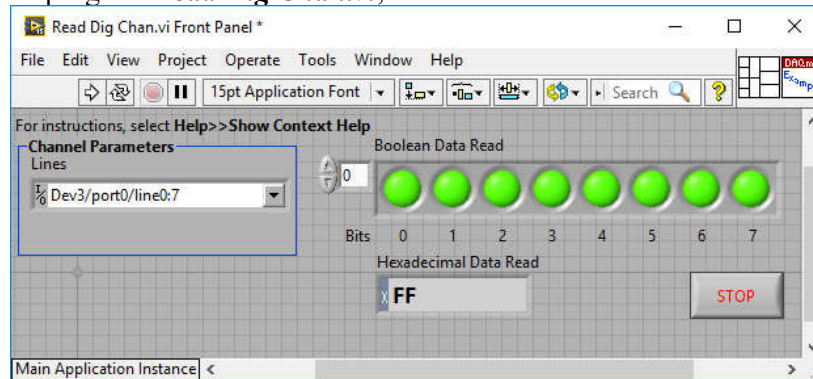 Read Dig Chan.vi Front Panel *
File Edit View Project Operate Tools Window Help
15pt Application Font
Search
DAQm
Examp
For instructions, select Help>>Show Context Help
Channel Parameters
Lines
Dev3/port0/line0:7
Boolean Data Read
0
Bits 0 1 2 3 4 5 6 7
Hexadecimal Data Read
x FF
STOP
Main Application Instance